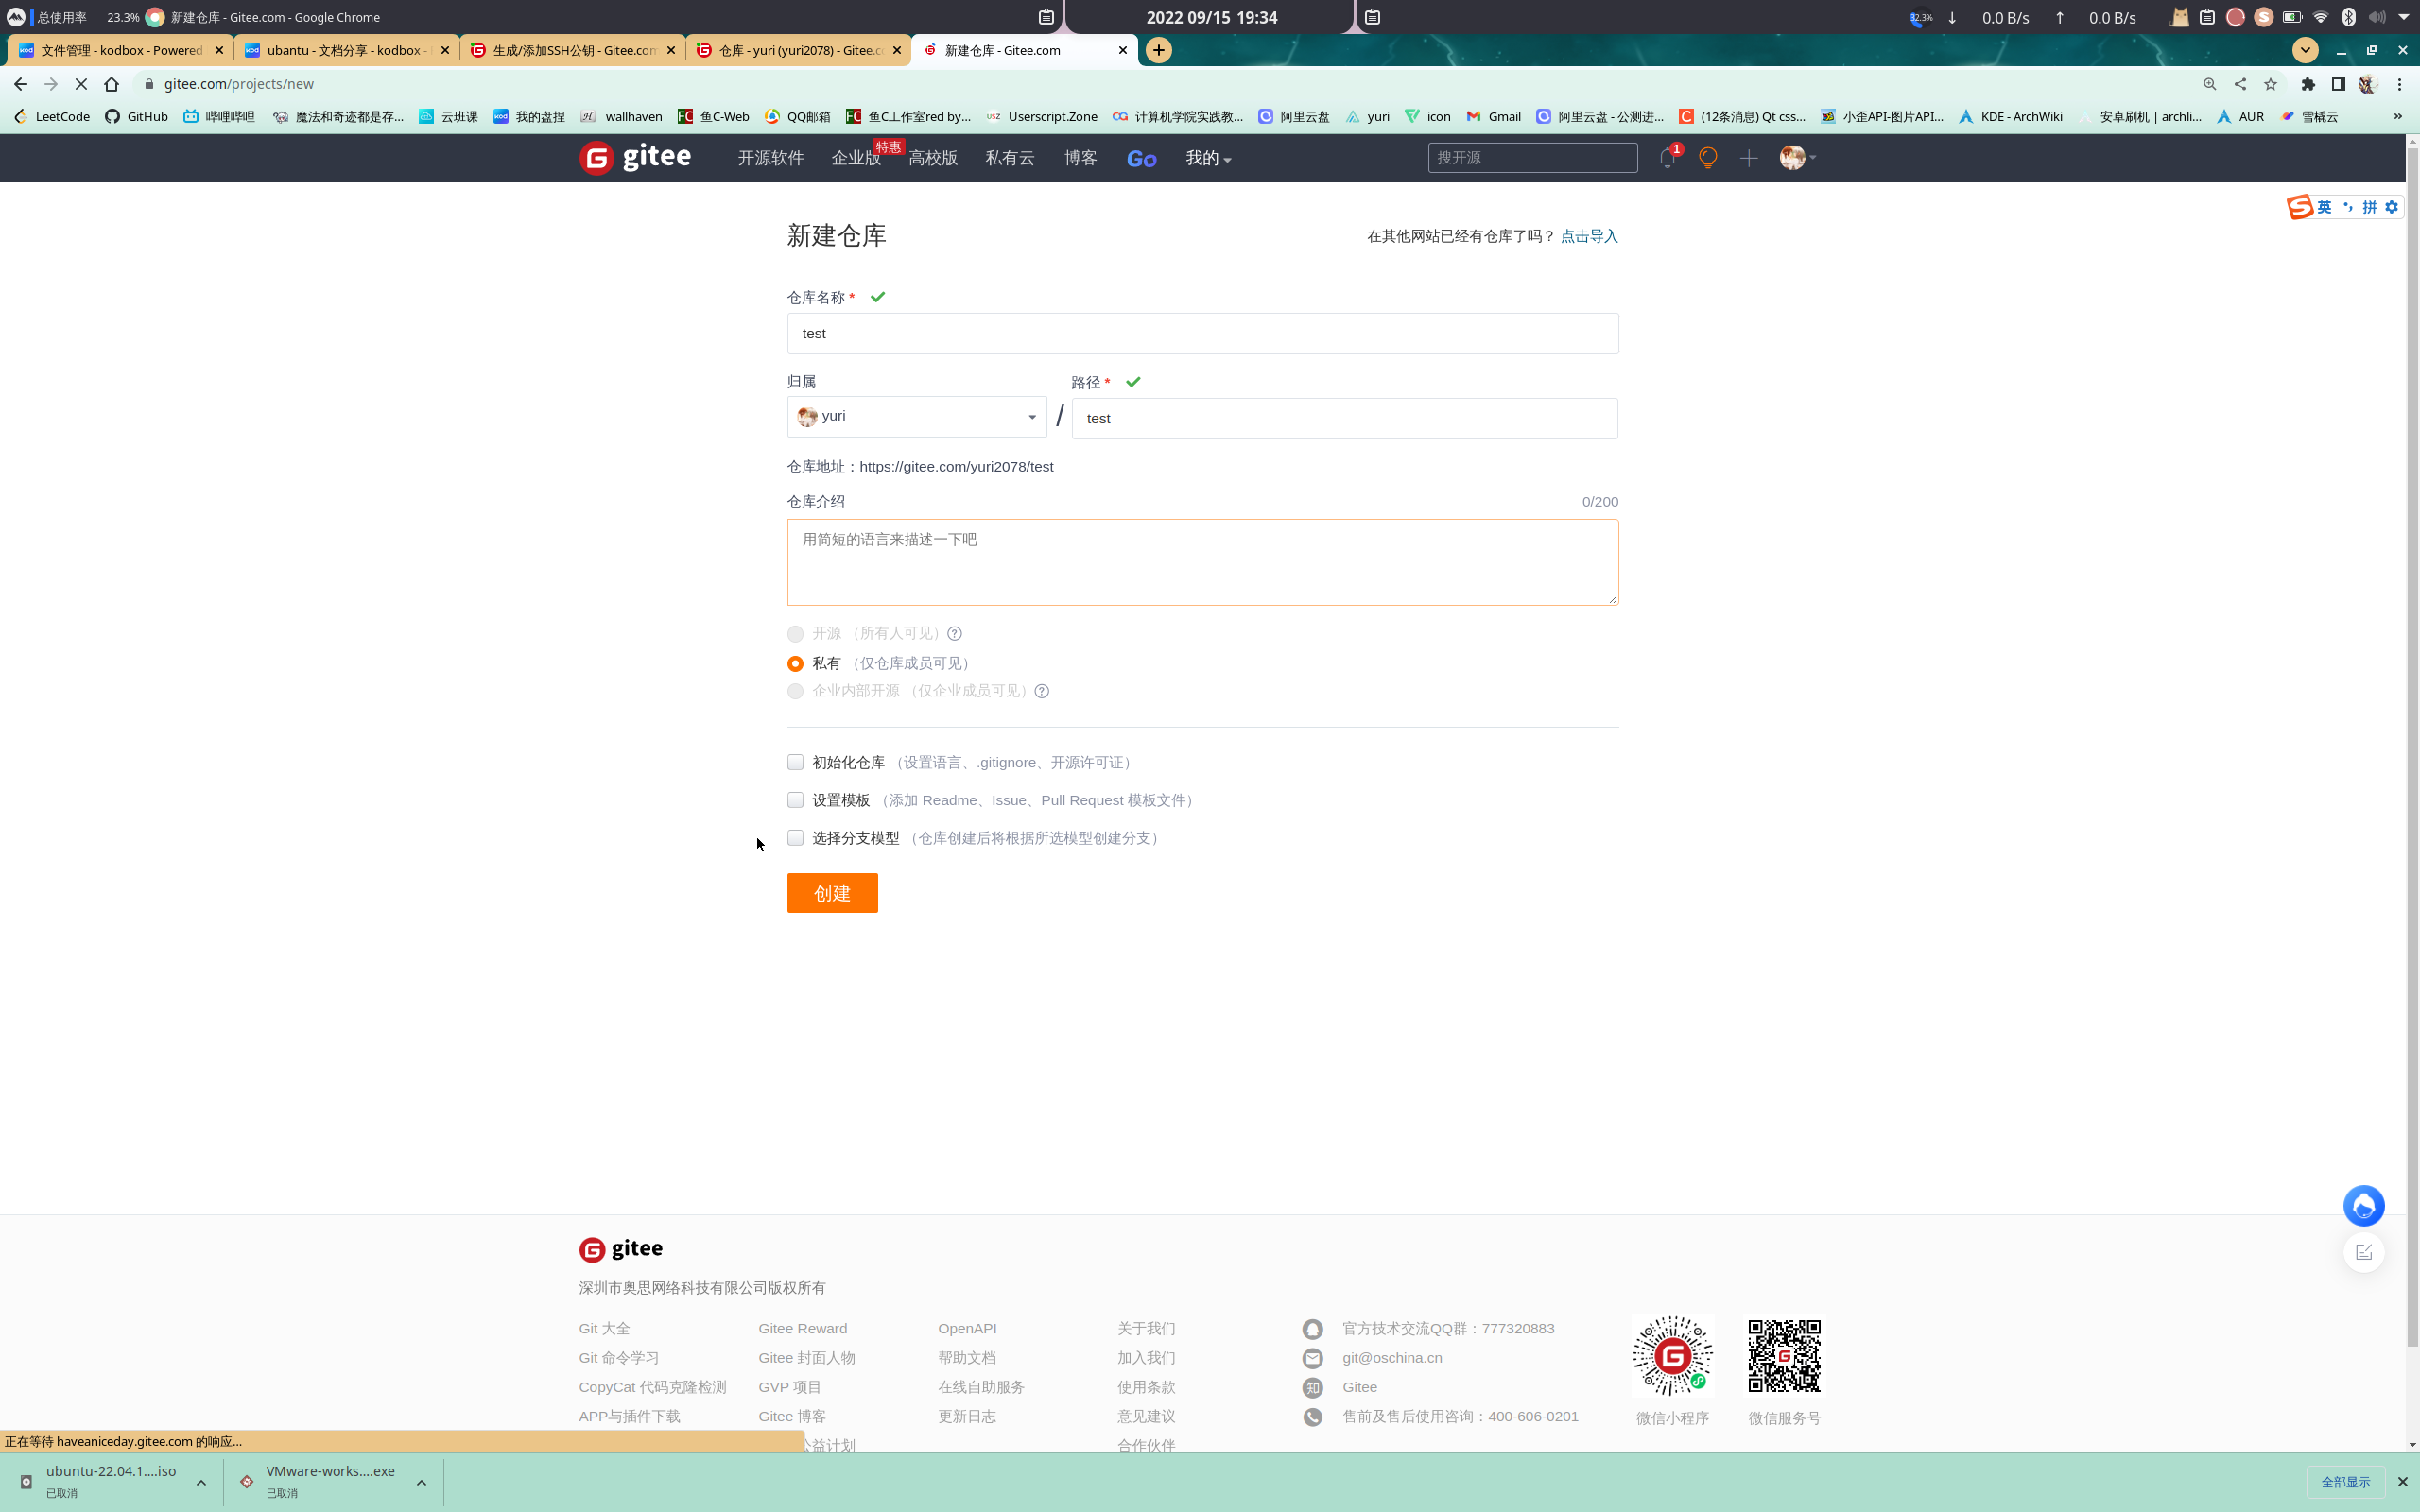 总使用率 23.3% 新建仓库 - Gitee.com - Google Chrome
2022 09/15 19:34
32.3% ↓ 0.0 B/s ↑ 0.0 B/s
文件管理 - kodbox - Powered
ubantu - 文档分享 - kodbox -
生成/添加SSH公钥 - Gitee.com
仓库 - yuri (yuri2078) - Gitee.c
新建仓库 - Gitee.com
gitee.com/projects/new
LeetCode GitHub 哔哩哔哩 魔法和奇迹都是存... 云班课 我的盘捏 wallhaven 鱼C-Web QQ邮箱 鱼C工作室red by... Userscript.Zone 计算机学院实践教... 阿里云盘 yuri icon Gmail 阿里云盘 - 公测进... (12条消息) Qt css... 小歪API-图片API... KDE - ArchWiki 安卓刷机 | archli... AUR 雪橇云 »
gitee 开源软件 企业版 特惠 高校版 私有云 博客 Go 我的 搜开源 1
英 拼
新建仓库
在其他网站已经有仓库了吗？ 点击导入
仓库名称 *
test
归属 路径 *
yuri / test
仓库地址：https://gitee.com/yuri2078/test
仓库介绍 0/200
用简短的语言来描述一下吧
开源 （所有人可见）
私有 （仅仓库成员可见）
企业内部开源 （仅企业成员可见）
初始化仓库 （设置语言、.gitignore、开源许可证）
设置模板 （添加 Readme、Issue、Pull Request 模板文件）
选择分支模型 （仓库创建后将根据所选模型创建分支）
创建
gitee
深圳市奥思网络科技有限公司版权所有
Git 大全 Gitee Reward OpenAPI 关于我们 官方技术交流QQ群：777320883
Git 命令学习 Gitee 封面人物 帮助文档 加入我们 git@oschina.cn
CopyCat 代码克隆检测 GVP 项目 在线自助服务 使用条款 知 Gitee
APP与插件下载 Gitee 博客 更新日志 意见建议 售前及售后使用咨询：400-606-0201 微信小程序 微信服务号
公益计划 合作伙伴
正在等待 haveaniceday.gitee.com 的响应...
ubuntu-22.04.1....iso
已取消
VMware-works....exe
已取消
全部显示